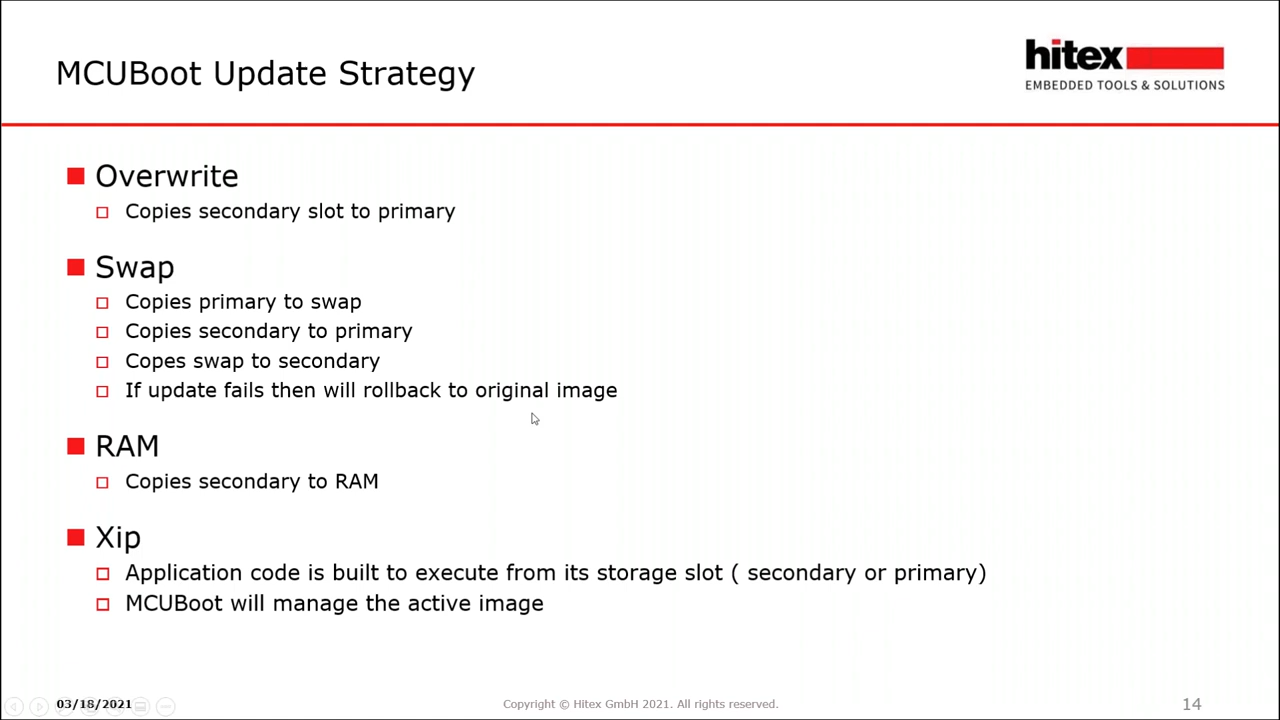 MCUBoot Update Strategy
hitex
EMBEDDED TOOLS & SOLUTIONS
Overwrite
Copies secondary slot to primary
Swap
Copies primary to swap
Copies secondary to primary
Copes swap to secondary
If update fails then will rollback to original image
RAM
Copies secondary to RAM
Xip
Application code is built to execute from its storage slot ( secondary or primary)
MCUBoot will manage the active image
03/18/2021
Copyright © Hitex GmbH 2021. All rights reserved.
14